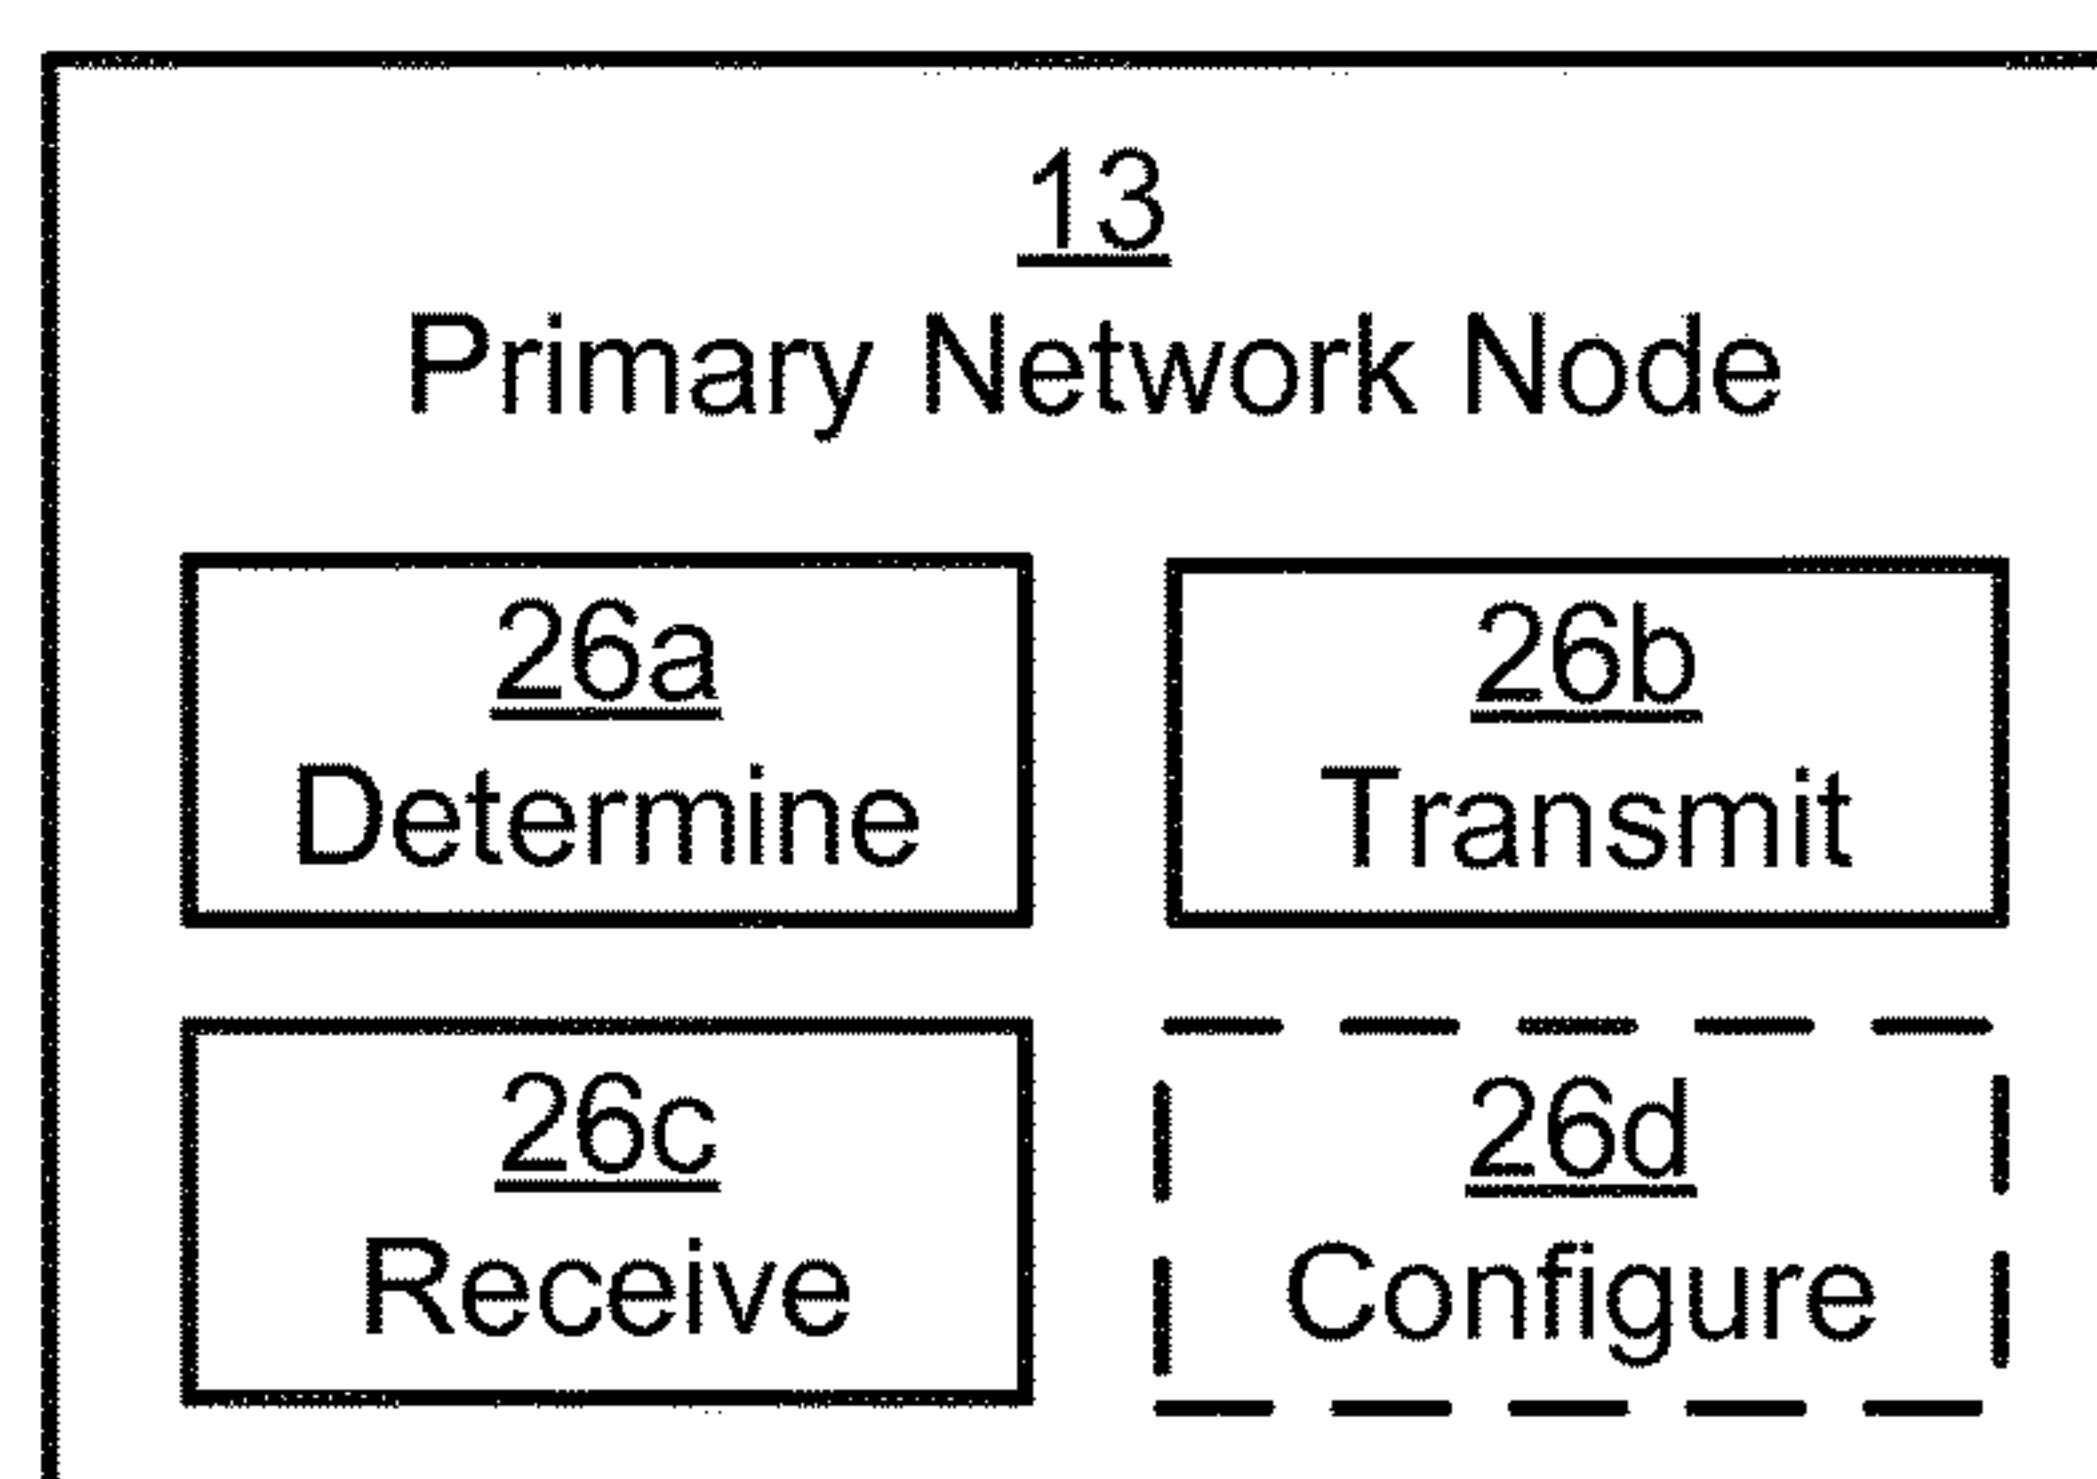 13
Primary Network Node
26a
Determine
26b
Transmit
26c
Receive
26d
Configure